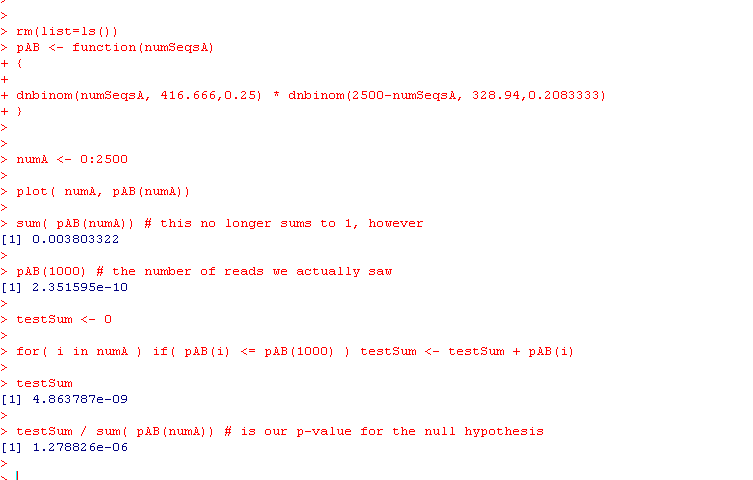 >
>
> rm(list=ls())
> pAB <- function(numSeqsA)
+ {
+
+ dnbinom(numSeqsA, 416.666,0.25) * dnbinom(2500-numSeqsA, 328.94,0.2083333)
+ }
>
>
> numA <- 0:2500
>
> plot( numA, pAB(numA))
>
> sum( pAB(numA)) # this no longer sums to 1, however
[1] 0.003803322
>
> pAB(1000) # the number of reads we actually saw
[1] 2.351595e-10
>
> testSum <- 0
>
> for( i in numA ) if( pAB(i) <= pAB(1000) ) testSum <- testSum + pAB(i)
>
> testSum
[1] 4.863787e-09
>
> testSum / sum( pAB(numA)) # is our p-value for the null hypothesis
[1] 1.278826e-06
>
>